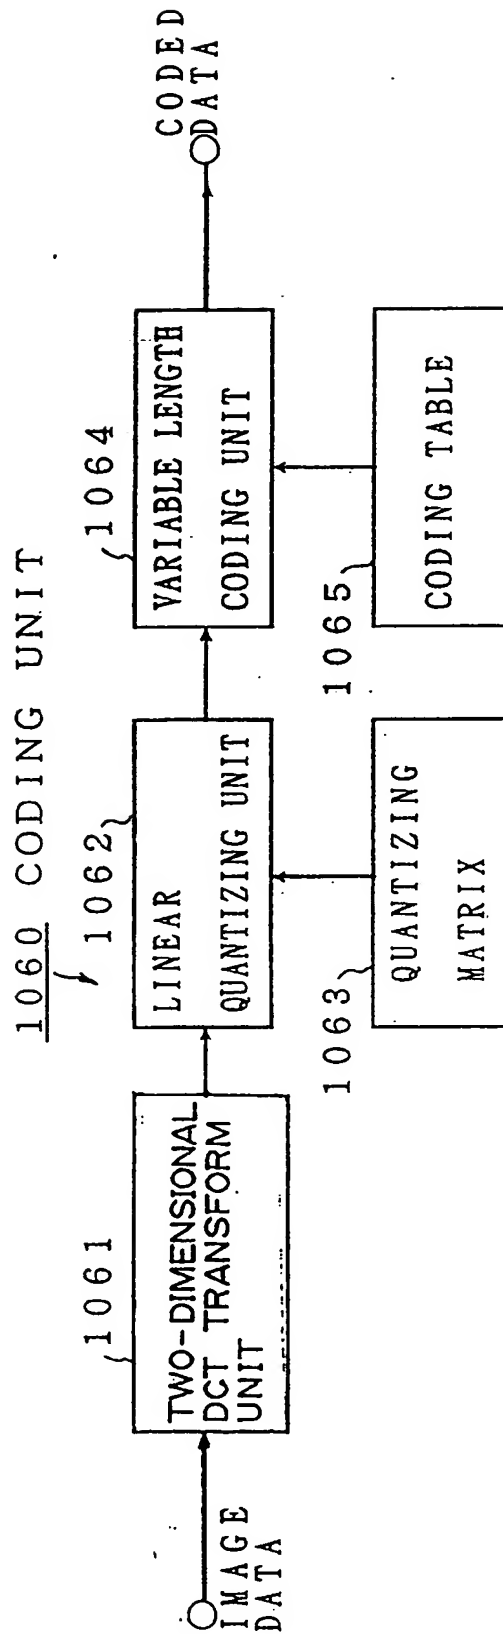 1060 CODING UNIT
IMAGE
DATA
1061
TWO-DIMENSIONAL
DCT TRANSFORM
UNIT
1062
LINEAR
QUANTIZING UNIT
1063
QUANTIZING
MATRIX
1064
VARIABLE LENGTH
CODING UNIT
1065
CODING TABLE
CODED
DATA